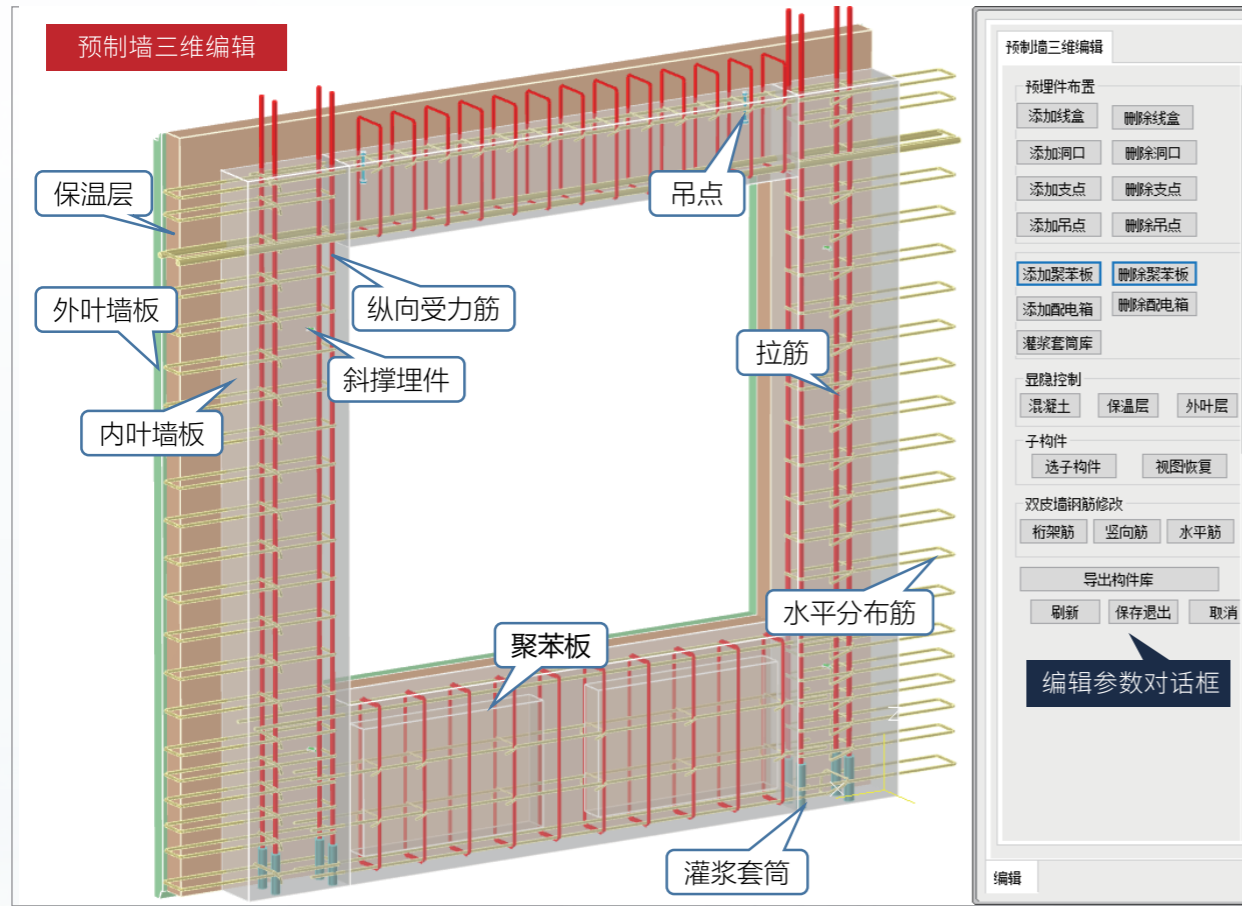 预制墙三维编辑
保温层
外叶墙板
内叶墙板
纵向受力筋
斜撑埋件
吊点
拉筋
水平分布筋
聚苯板
灌浆套筒
Z
预制墙三维编辑
预埋件布置
添加线盒 删除线盒
添加洞口 删除洞口
添加支点 删除支点
添加吊点 删除吊点
添加聚苯板 删除聚苯板
添加配电箱 删除配电箱
灌浆套筒库
显隐控制
混凝土 保温层 外叶层
子构件
选子构件 视图恢复
双皮墙钢筋修改
桁架筋 竖向筋 水平筋
导出构件库
刷新 保存退出 取消
编辑参数对话框
编辑